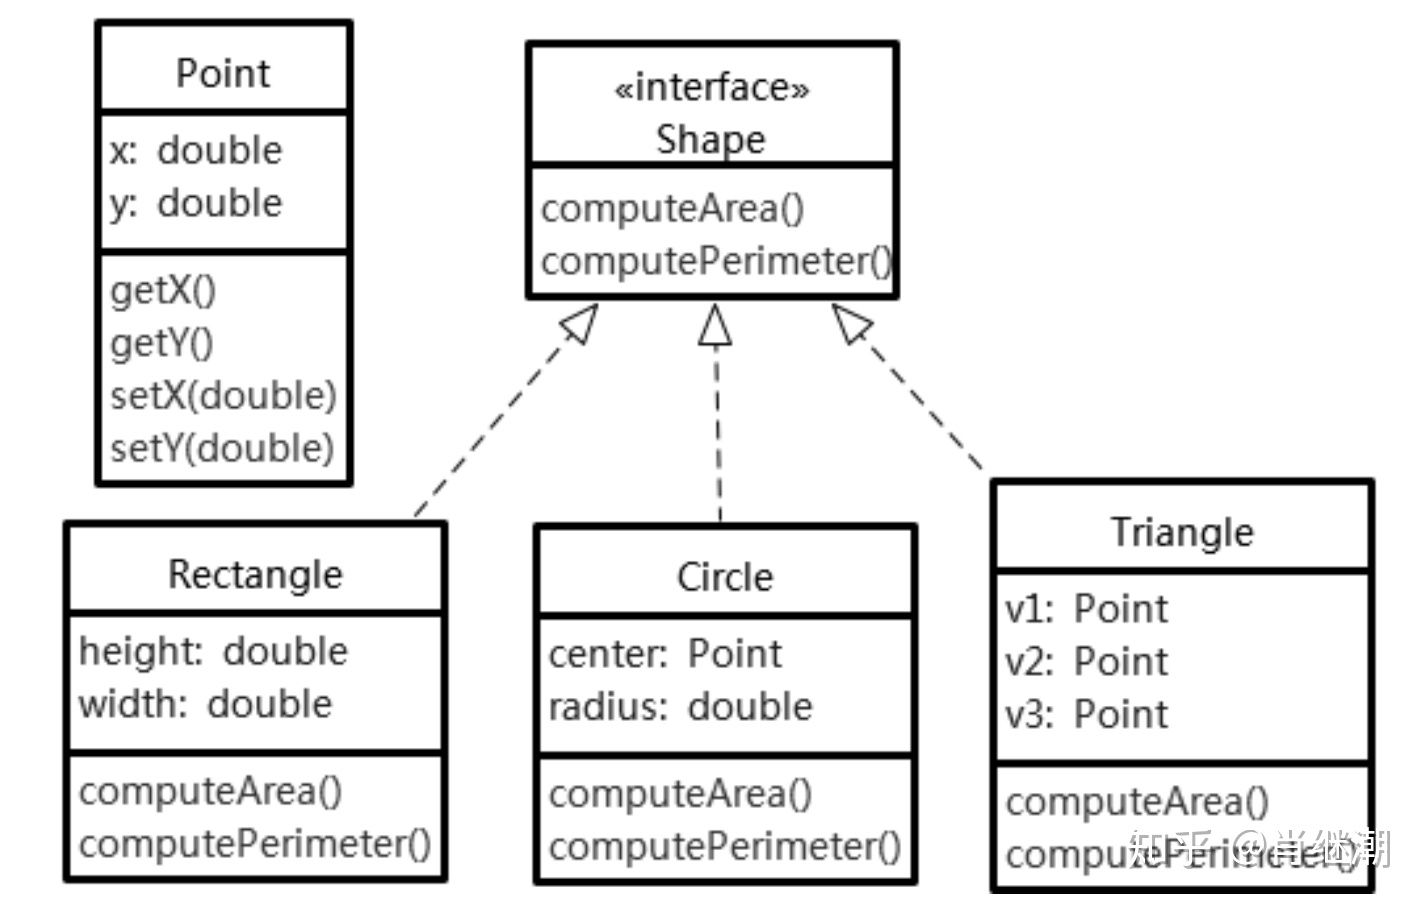 Point
x: double
y: double
getX()
getY()
setX(double)
setY(double)
«interface»
Shape
computeArea()
computePerimeter()
Rectangle
height: double
width: double
computeArea()
computePerimeter()
Circle
center: Point
radius: double
computeArea()
computePerimeter()
Triangle
v1: Point
v2: Point
v3: Point
computeArea()
computePerimeter()
知乎 @肖继潮